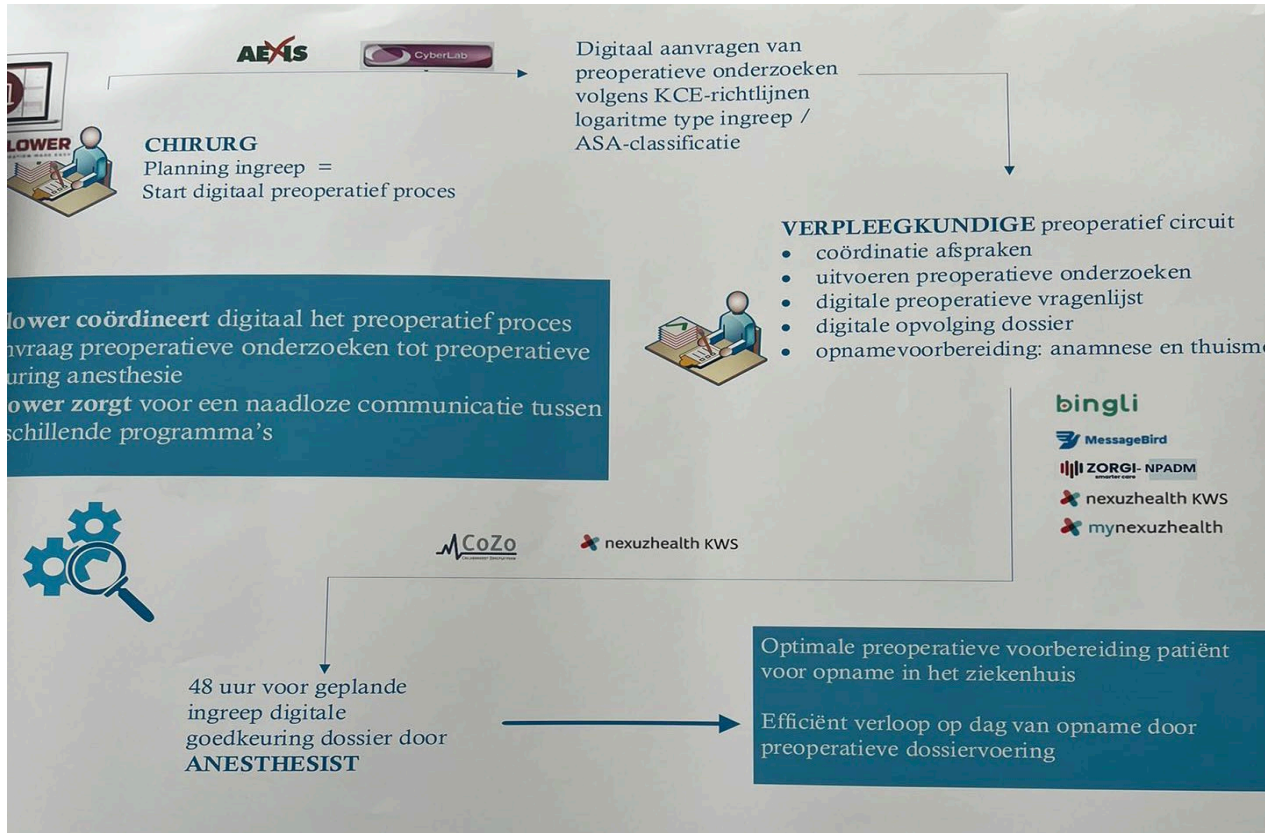 AEXIS
CyberLab
LOWER
CHIRURG
Planning ingreep =
Start digitaal preoperatief proces
Digitaal aanvragen van
preoperatieve onderzoeken
volgens KCE-richtlijnen
logaritme type ingreep /
ASA-classificatie
VERPLEEGKUNDIGE preoperatief circuit
• coördinatie afspraken
• uitvoeren preoperatieve onderzoeken
• digitale preoperatieve vragenlijst
• digitale opvolging dossier
• opnamevoorbereiding: anamnese en thuisme
lower coördineert digitaal het preoperatief proces
nvraag preoperatieve onderzoeken tot preoperatieve
uring anesthesie
ower zorgt voor een naadloze communicatie tussen
schillende programma's
bingli
MessageBird
ZORGI- NPADM
smarter care
nexuzhealth KWS
mynexuzhealth
CoZo
nexuzhealth KWS
48 uur voor geplande
ingreep digitale
goedkeuring dossier door
ANESTHESIST
Optimale preoperatieve voorbereiding patiënt
voor opname in het ziekenhuis
Efficiënt verloop op dag van opname door
preoperatieve dossiervoering